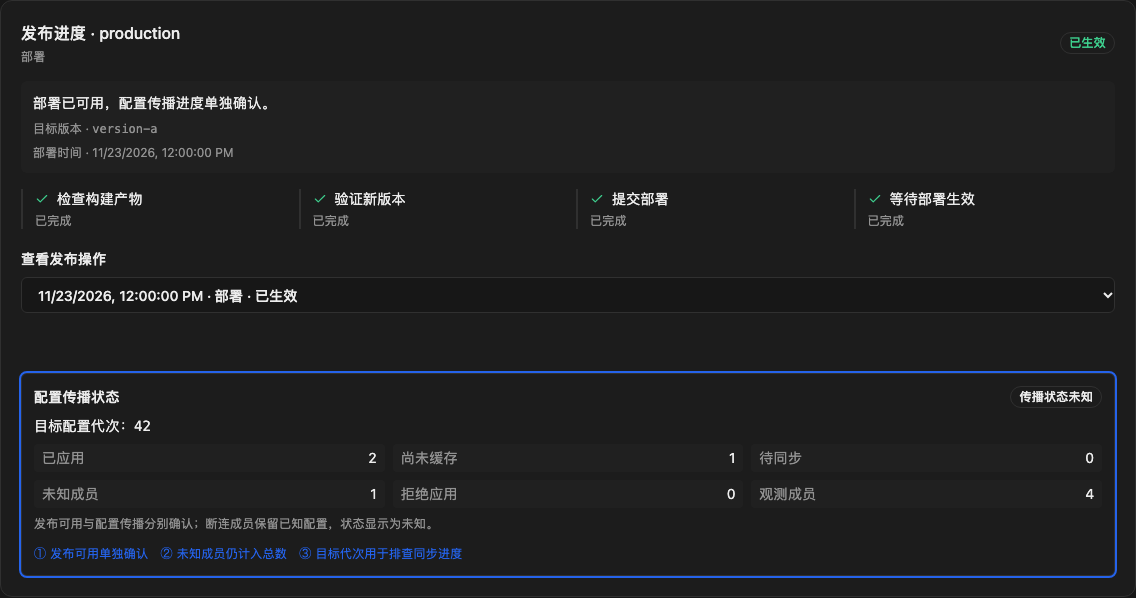 发布进度 · production
已生效
部署
部署已可用，配置传播进度单独确认。
目标版本 · version-a
部署时间 · 11/23/2026, 12:00:00 PM
检查构建产物
已完成
验证新版本
已完成
提交部署
已完成
等待部署生效
已完成
查看发布操作
11/23/2026, 12:00:00 PM · 部署 · 已生效
配置传播状态
传播状态未知
目标配置代次：42
已应用 2
尚未缓存 1
待同步 0
未知成员 1
拒绝应用 0
观测成员 4
发布可用与配置传播分别确认；断连成员保留已知配置，状态显示为未知。
① 发布可用单独确认 ② 未知成员仍计入总数 ③ 目标代次用于排查同步进度